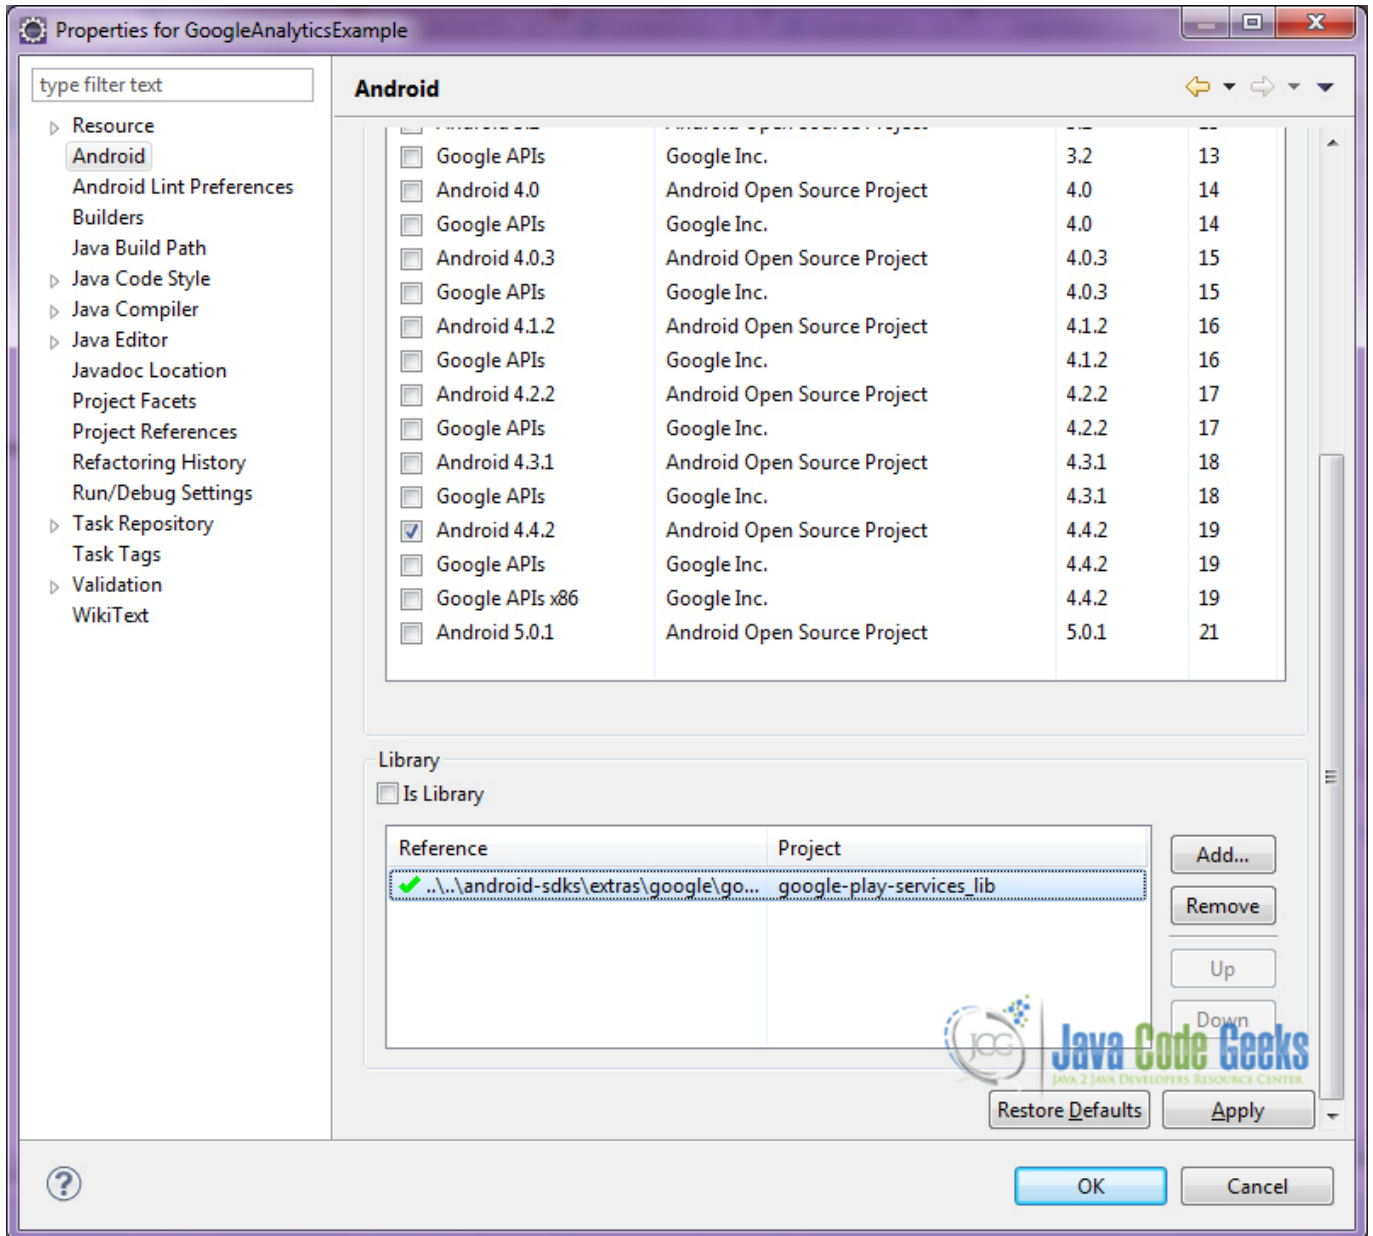 Properties for GoogleAnalyticsExample
type filter text
Resource
Android
Android Lint Preferences
Builders
Java Build Path
Java Code Style
Java Compiler
Java Editor
Javadoc Location
Project Facets
Project References
Refactoring History
Run/Debug Settings
Task Repository
Task Tags
Validation
WikiText
Android
Google APIs Google Inc. 3.2 13
Android 4.0 Android Open Source Project 4.0 14
Google APIs Google Inc. 4.0 14
Android 4.0.3 Android Open Source Project 4.0.3 15
Google APIs Google Inc. 4.0.3 15
Android 4.1.2 Android Open Source Project 4.1.2 16
Google APIs Google Inc. 4.1.2 16
Android 4.2.2 Android Open Source Project 4.2.2 17
Google APIs Google Inc. 4.2.2 17
Android 4.3.1 Android Open Source Project 4.3.1 18
Google APIs Google Inc. 4.3.1 18
Android 4.4.2 Android Open Source Project 4.4.2 19
Google APIs Google Inc. 4.4.2 19
Google APIs x86 Google Inc. 4.4.2 19
Android 5.0.1 Android Open Source Project 5.0.1 21
Library
Is Library
Reference Project
..\..\android-sdks\extras\google\go... google-play-services_lib
Add...
Remove
Up
Down
JCG
Java Code Geeks
JAVA 2 JAVA DEVELOPERS RESOURCE CENTER
Restore Defaults Apply
OK Cancel